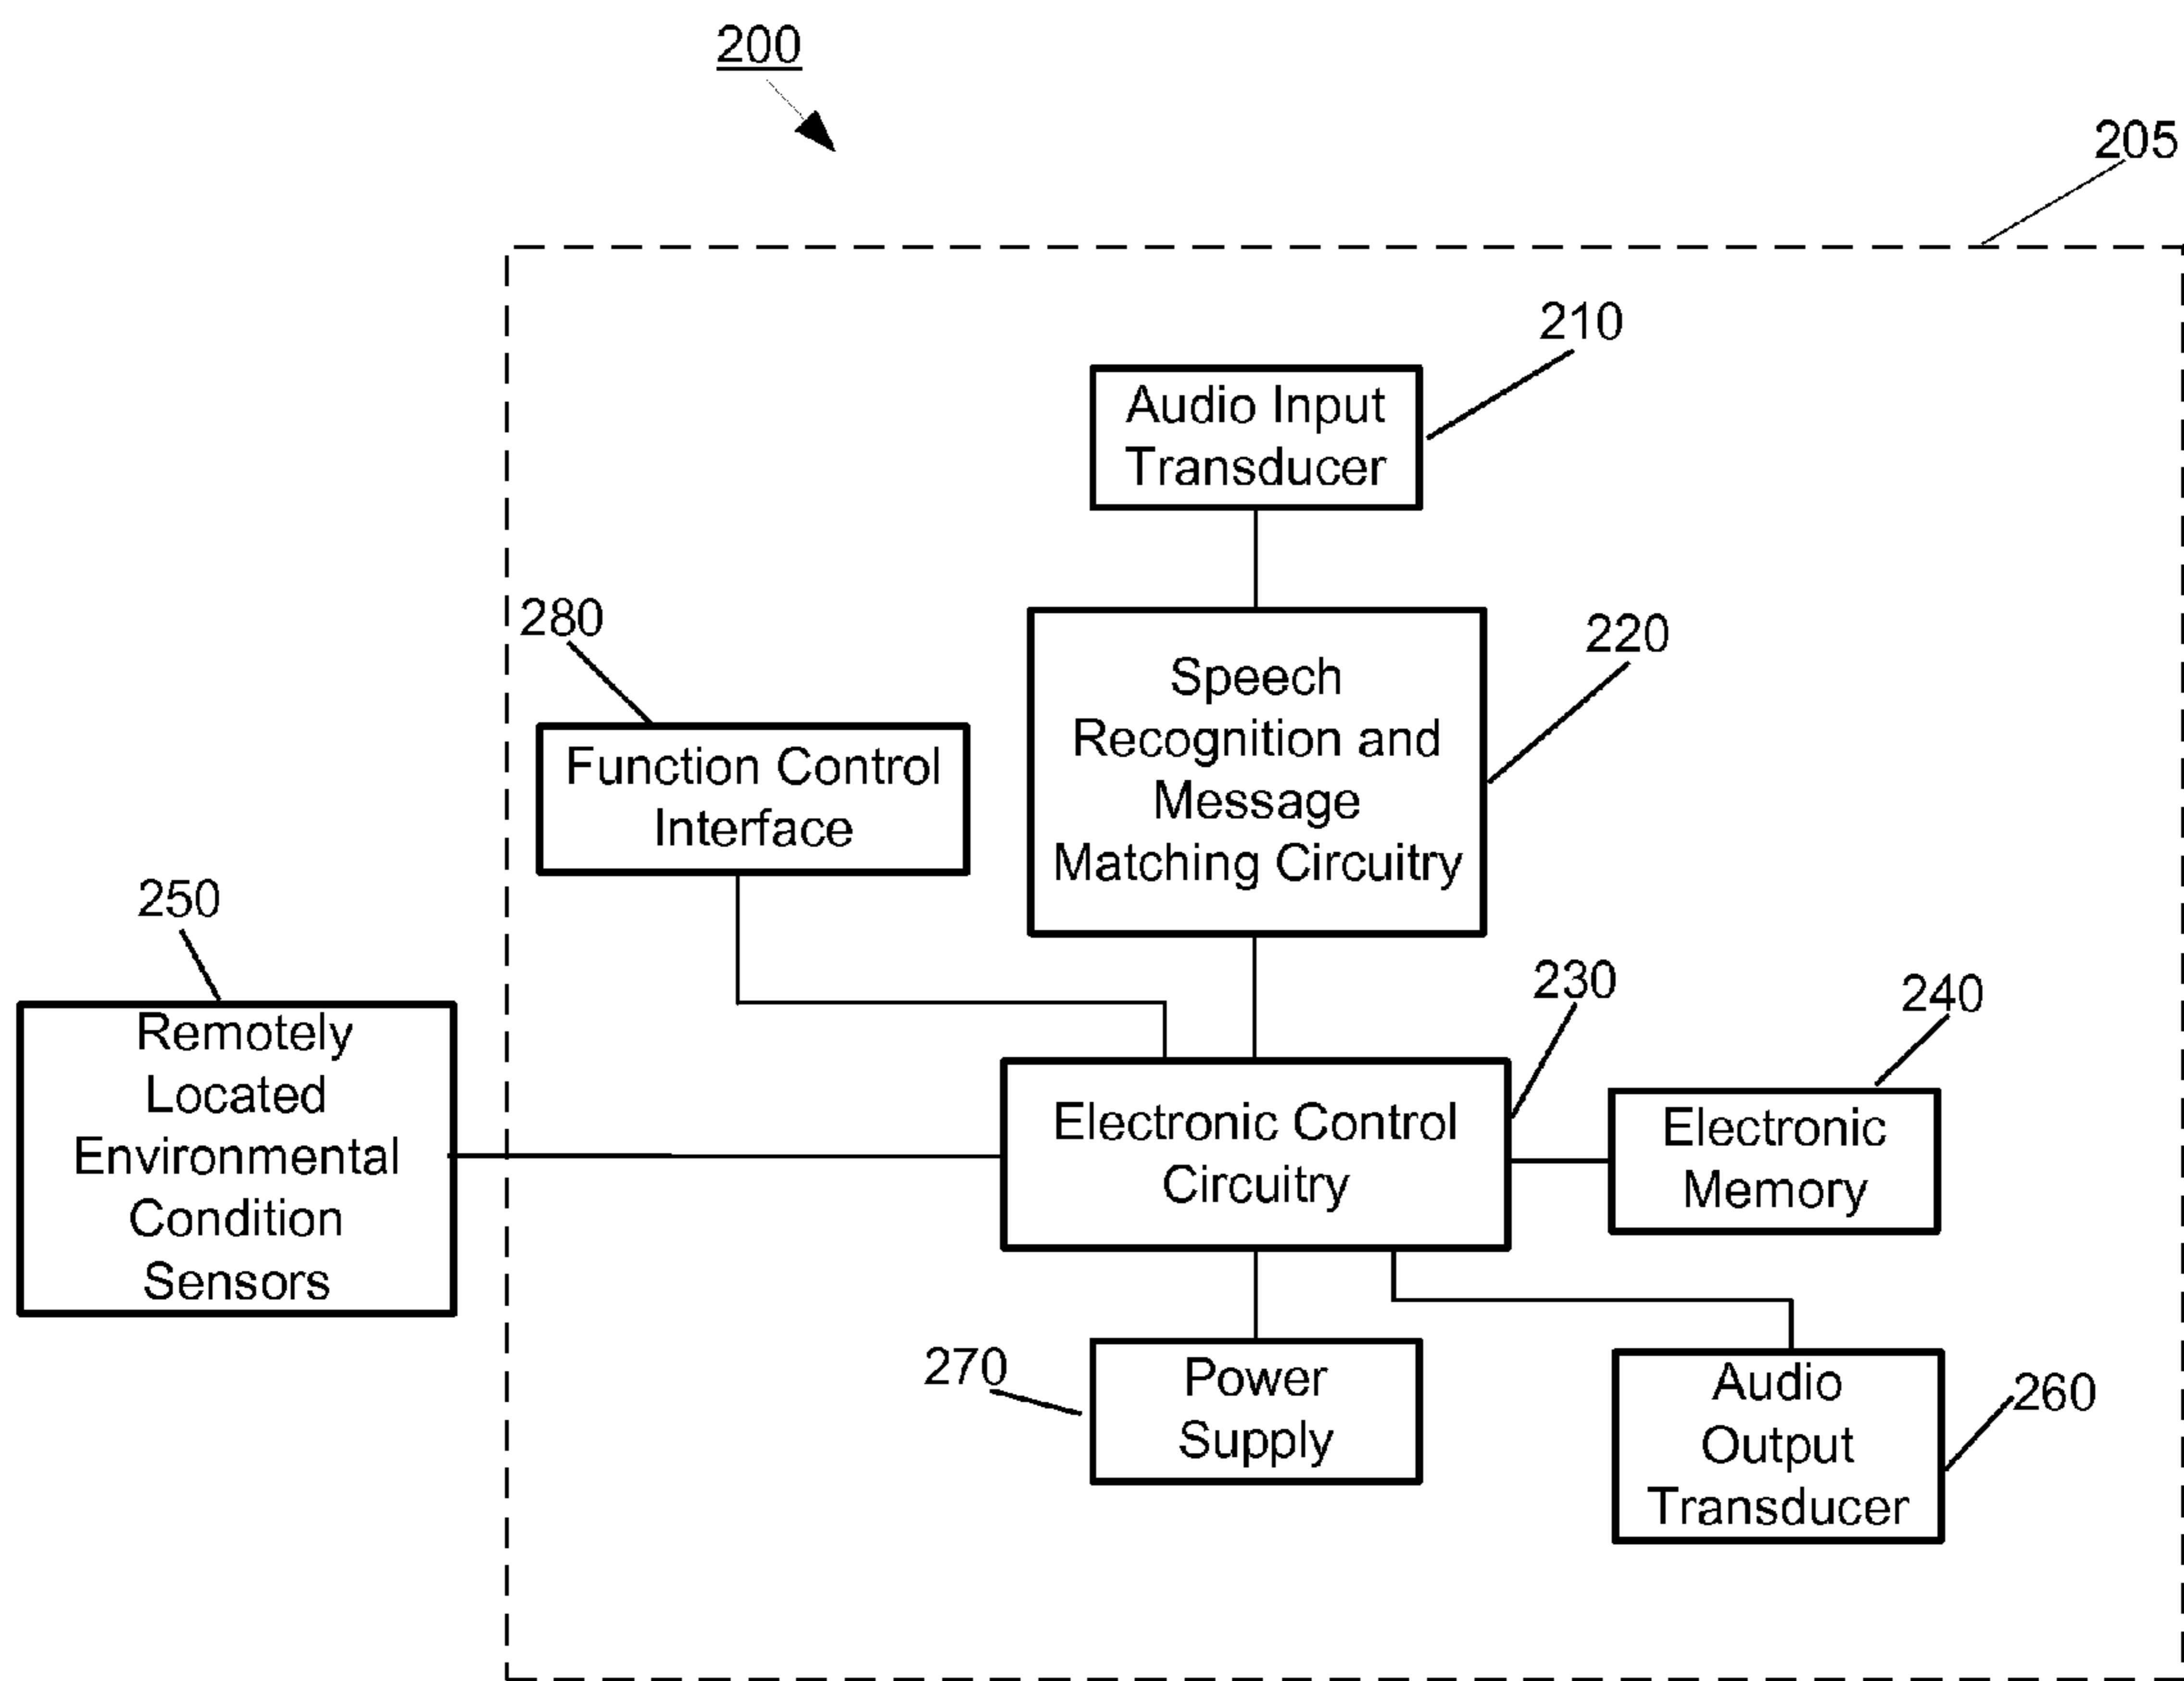 200
205
210
Audio Input
Transducer
280
220
Speech
Recognition and
Message
Matching Circuitry
Function Control
Interface
250
230
240
Remotely
Located
Environmental
Condition
Sensors
Electronic Control
Circuitry
Electronic
Memory
270
Power
Supply
Audio
Output
Transducer
260